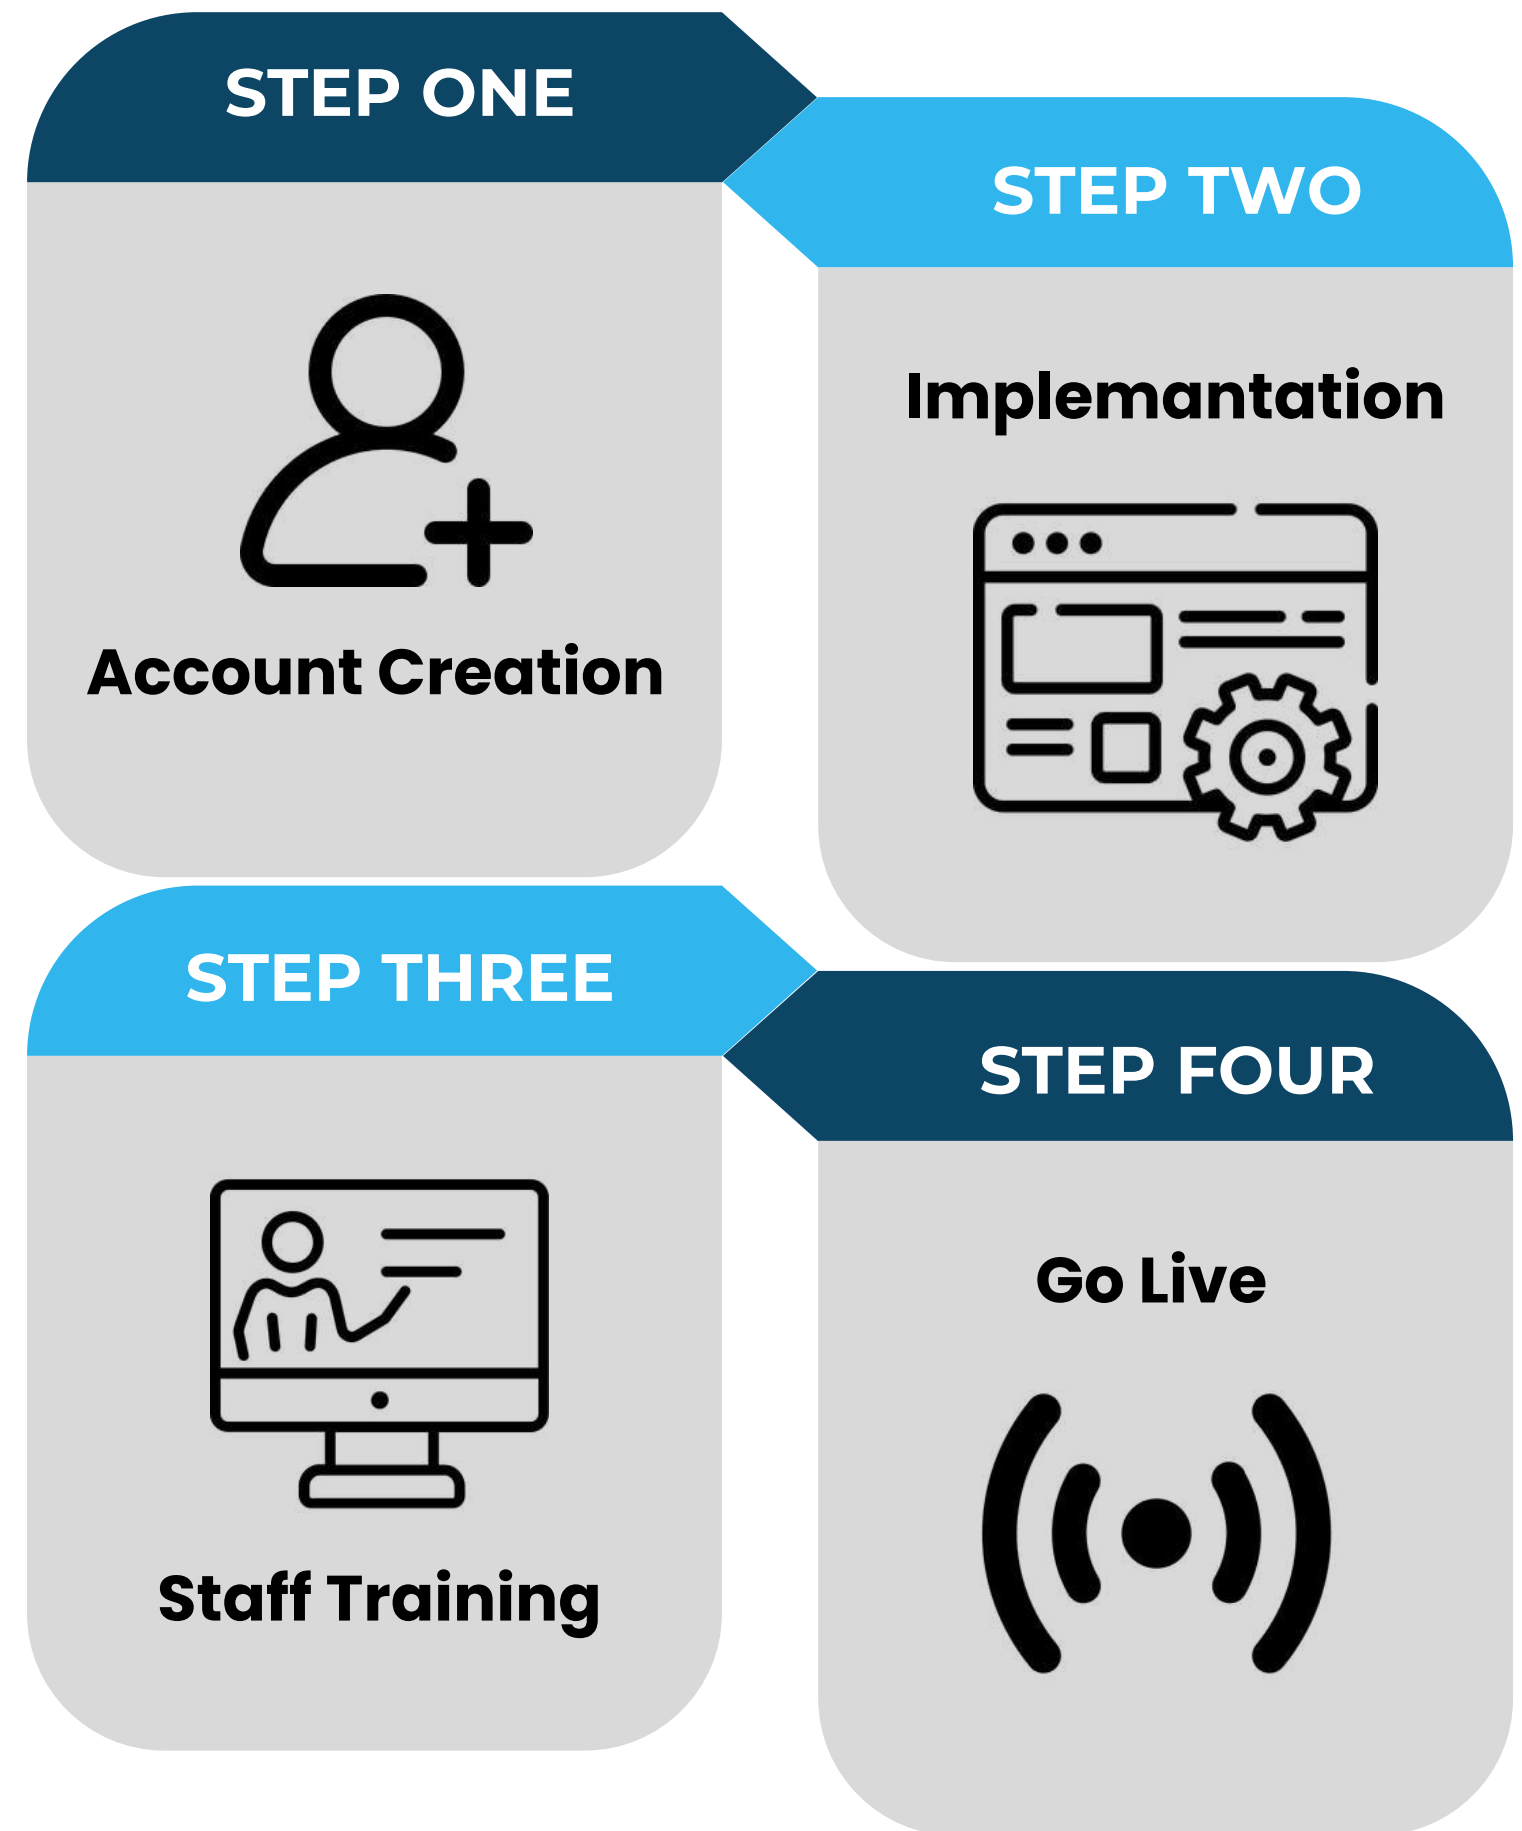 STEP ONE
Account Creation
STEP TWO
Implemantation
STEP THREE
Staff Training
STEP FOUR
Go Live